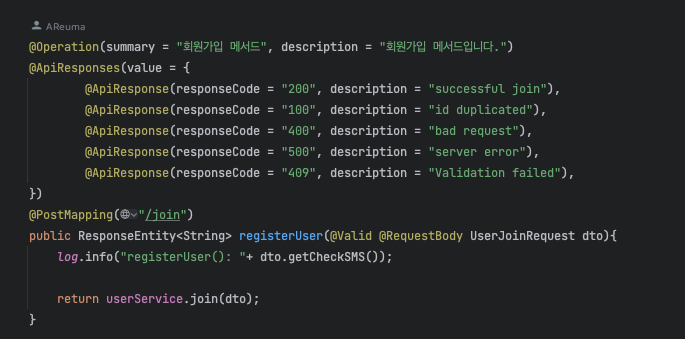 AReuma
@Operation(summary = "회원가입 메서드", description = "회원가입 메서드입니다.")
@ApiResponses(value = {
        @ApiResponse(responseCode = "200", description = "successful join"),
        @ApiResponse(responseCode = "100", description = "id duplicated"),
        @ApiResponse(responseCode = "400", description = "bad request"),
        @ApiResponse(responseCode = "500", description = "server error"),
        @ApiResponse(responseCode = "409", description = "Validation failed"),
})
@PostMapping("/join")
public ResponseEntity<String> registerUser(@Valid @RequestBody UserJoinRequest dto){
    log.info("registerUser(): "+ dto.getCheckSMS());
    return userService.join(dto);
}